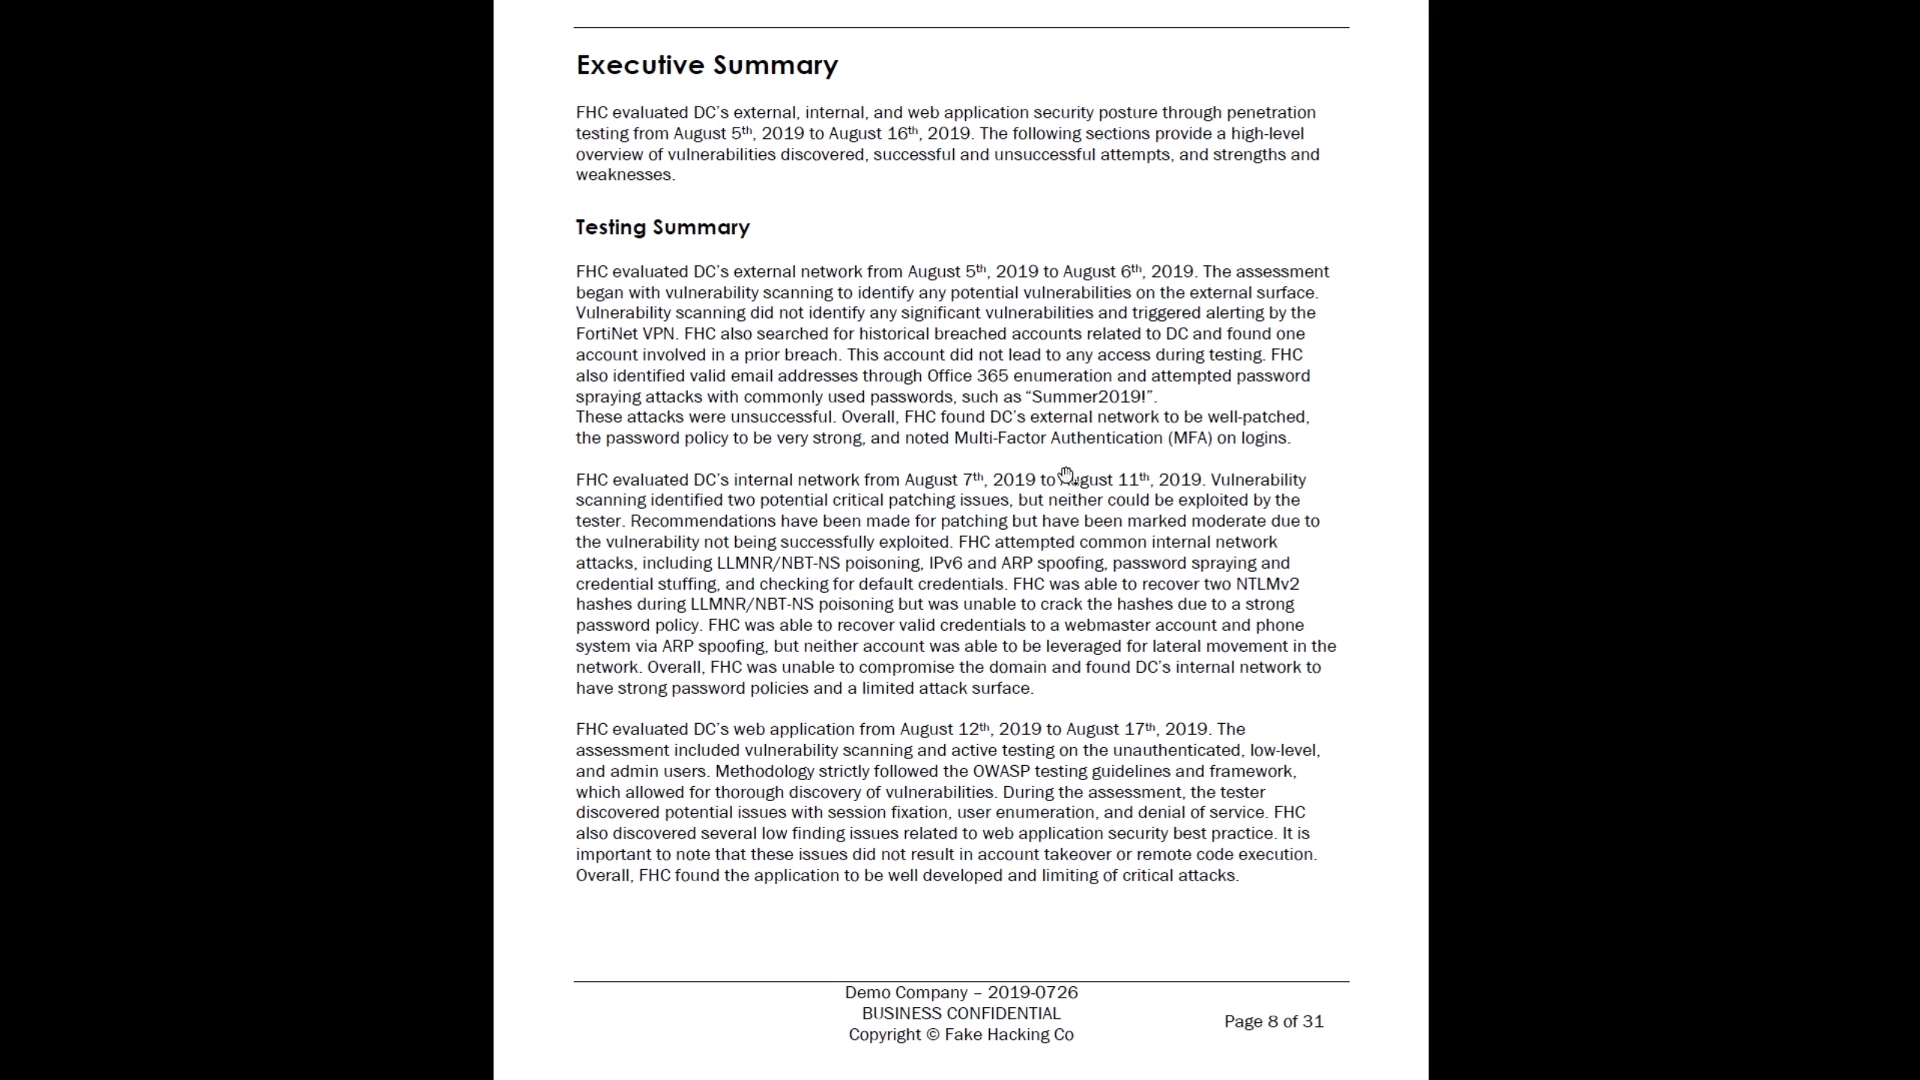 Executive Summary
FHC evaluated DC’s external, internal, and web application security posture through penetration
testing from August 5th, 2019 to August 16th, 2019. The following sections provide a high-level
overview of vulnerabilities discovered, successful and unsuccessful attempts, and strengths and
weaknesses.
Testing Summary
FHC evaluated DC’s external network from August 5th, 2019 to August 6th, 2019. The assessment
began with vulnerability scanning to identify any potential vulnerabilities on the external surface.
Vulnerability scanning did not identify any significant vulnerabilities and triggered alerting by the
FortiNet VPN. FHC also searched for historical breached accounts related to DC and found one
account involved in a prior breach. This account did not lead to any access during testing. FHC
also identified valid email addresses through Office 365 enumeration and attempted password
spraying attacks with commonly used passwords, such as “Summer2019!”.
These attacks were unsuccessful. Overall, FHC found DC’s external network to be well-patched,
the password policy to be very strong, and noted Multi-Factor Authentication (MFA) on logins.
FHC evaluated DC’s internal network from August 7th, 2019 to August 11th, 2019. Vulnerability
scanning identified two potential critical patching issues, but neither could be exploited by the
tester. Recommendations have been made for patching but have been marked moderate due to
the vulnerability not being successfully exploited. FHC attempted common internal network
attacks, including LLMNR/NBT-NS poisoning, IPv6 and ARP spoofing, password spraying and
credential stuffing, and checking for default credentials. FHC was able to recover two NTLMv2
hashes during LLMNR/NBT-NS poisoning but was unable to crack the hashes due to a strong
password policy. FHC was able to recover valid credentials to a webmaster account and phone
system via ARP spoofing, but neither account was able to be leveraged for lateral movement in the
network. Overall, FHC was unable to compromise the domain and found DC’s internal network to
have strong password policies and a limited attack surface.
FHC evaluated DC’s web application from August 12th, 2019 to August 17th, 2019. The
assessment included vulnerability scanning and active testing on the unauthenticated, low-level,
and admin users. Methodology strictly followed the OWASP testing guidelines and framework,
which allowed for thorough discovery of vulnerabilities. During the assessment, the tester
discovered potential issues with session fixation, user enumeration, and denial of service. FHC
also discovered several low finding issues related to web application security best practice. It is
important to note that these issues did not result in account takeover or remote code execution.
Overall, FHC found the application to be well developed and limiting of critical attacks.
Demo Company – 2019-0726
BUSINESS CONFIDENTIAL
Copyright © Fake Hacking Co
Page 8 of 31